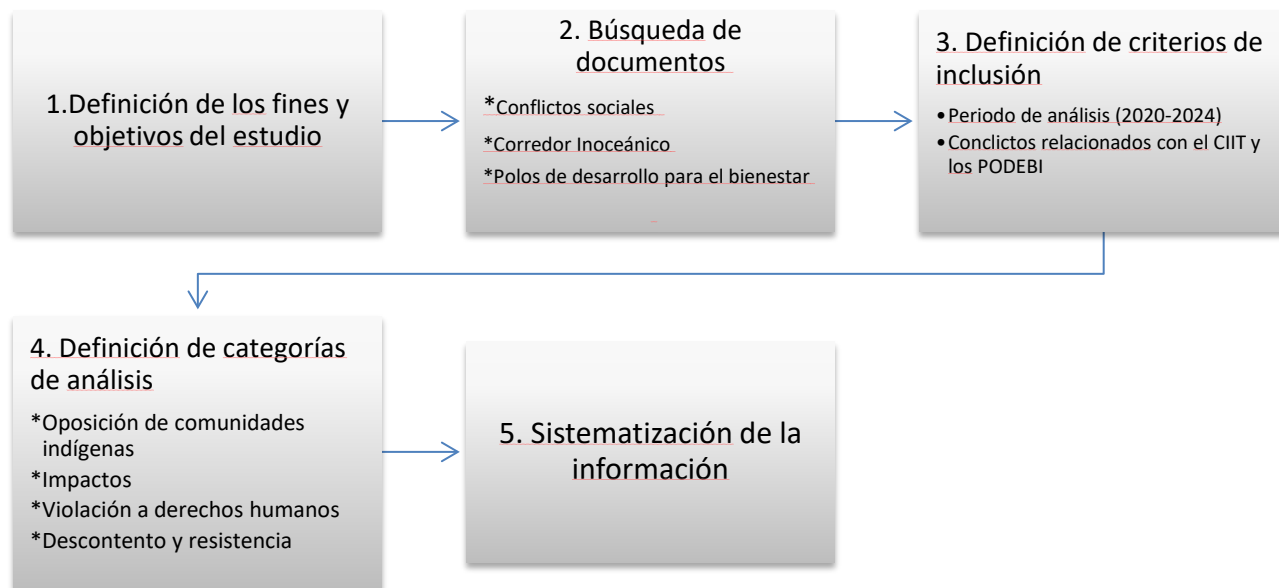 1.Definición de los fines y
objetivos del estudio
2. Búsqueda de
documentos
*Conflictos sociales
*Corredor Inoceánico
*Polos de desarrollo para el bienestar
3. Definición de criterios de
inclusión
•Periodo de análisis (2020-2024)
•Conclictos relacionados con el CIIT y
los PODEBI
4. Definición de categorías
de análisis
*Oposición de comunidades
indígenas
*Impactos
*Violación a derechos humanos
*Descontento y resistencia
5. Sistematización de la
información